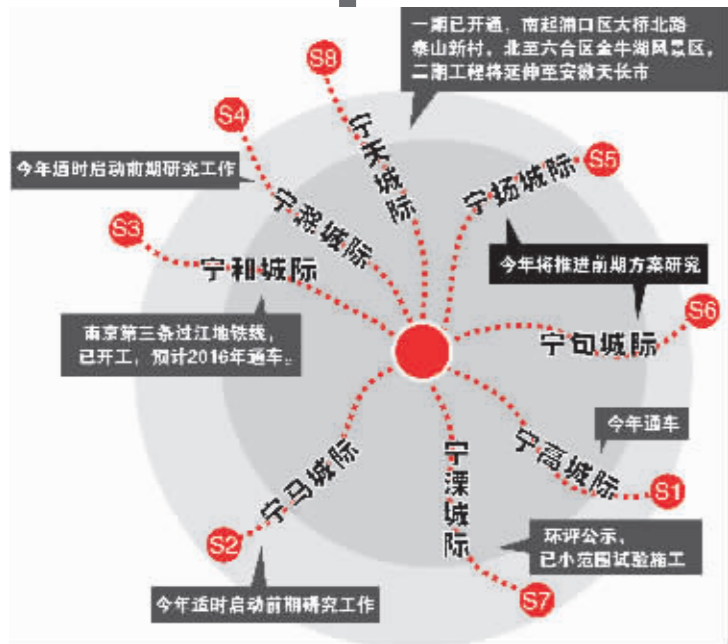 一期已开通，南起浦口区大桥北路
泰山新村，北至六合区金牛湖风景区，
二期工程将延伸至安徽天长市
S8
宁天城际
S4
今年适时启动前期研究工作
宁滁城际
S5
宁扬城际
今年将推进前期方案研究
S3
宁和城际
南京第三条过江地铁线，
已开工，预计2016年通车。
S6
宁句城际
今年通车
宁高城际
S1
宁马城际
S2
今年适时启动前期研究工作
宁溧城际
环评公示，
已小范围试验施工
S7